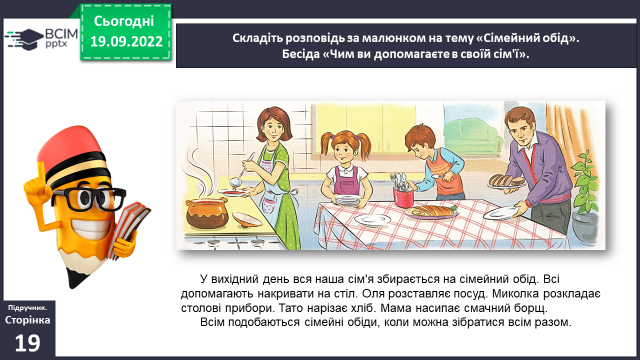 ВСІМ
pptx
Сьогодні
19.09.2022
Складіть розповідь за малюнком на тему «Сімейний обід».
Бесіда «Чим ви допомагаєте в своїй сім'ї».
У вихідний день вся наша сім'я збирається на сімейний обід. Всі
допомагають накривати на стіл. Оля розставляє посуд. Миколка розкладає
столові прибори. Тато нарізає хліб. Мама насипає смачний борщ.
Всім подобаються сімейні обіди, коли можна зібратися всім разом.
Підручник.
Сторінка
19